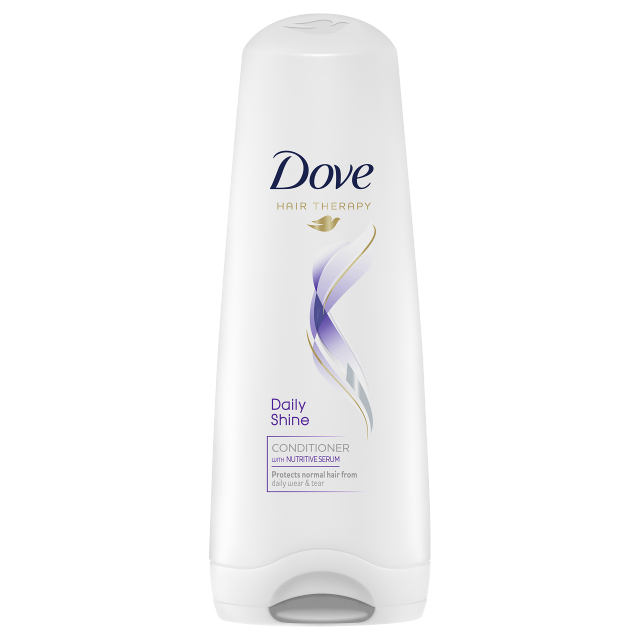 Dove
HAIR THERAPY
Daily
Shine
CONDITIONER
WITH NUTRITIVE SERUM
Protects normal hair from
daily wear & tear